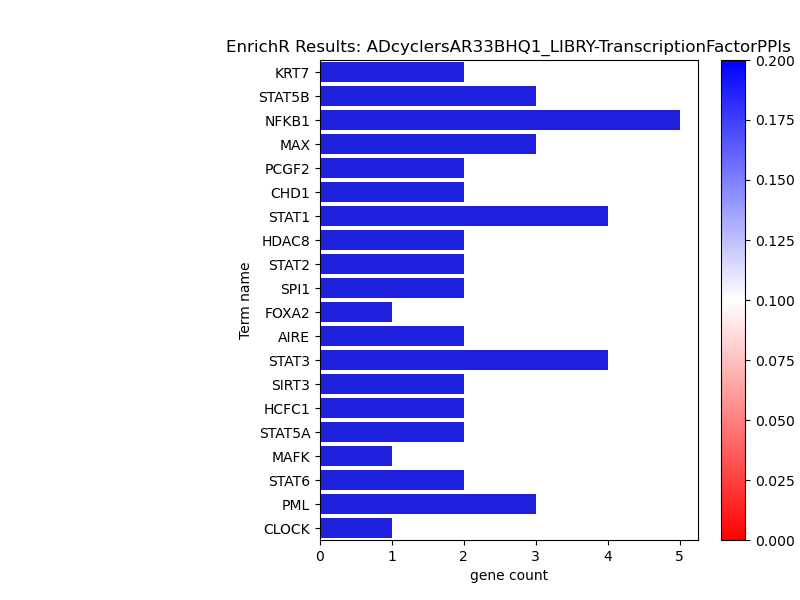 EnrichR Results: ADcyclersAR33BHQ1_LIBRY-TranscriptionFactorPPIs
Term name
KRT7
STAT5B
NFKB1
MAX
PCGF2
CHD1
STAT1
HDAC8
STAT2
SPI1
FOXA2
AIRE
STAT3
SIRT3
HCFC1
STAT5A
MAFK
STAT6
PML
CLOCK
0 1 2 3 4 5
gene count
0.200
0.175
0.150
0.125
0.100
0.075
0.050
0.025
0.000